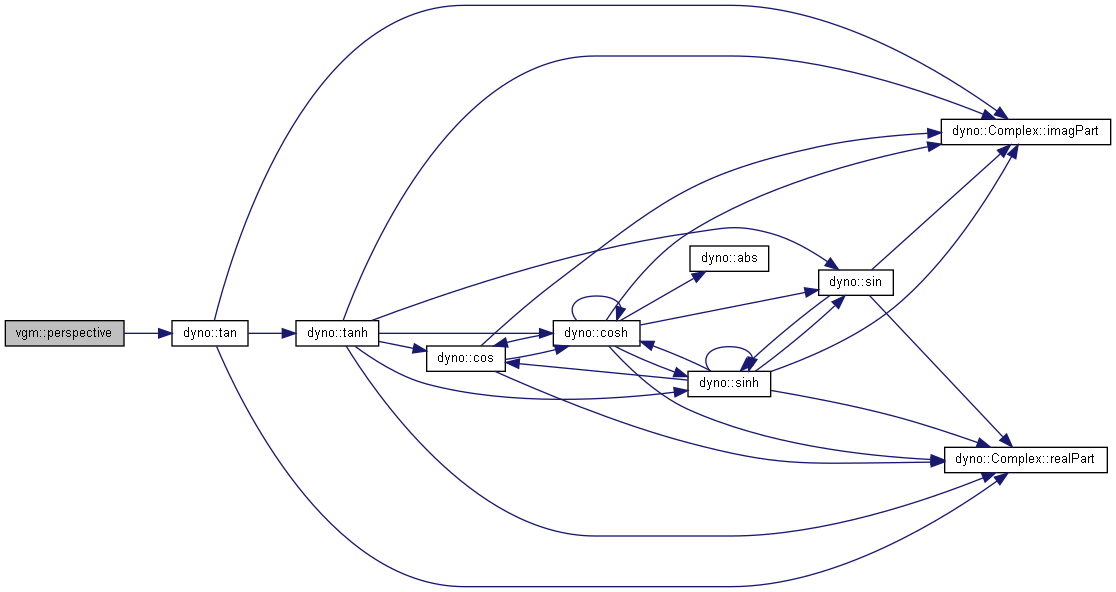 vgm::perspective
dyno::tan
dyno::tanh
dyno::cos
dyno::cosh
dyno::abs
dyno::sinh
dyno::sin
dyno::Complex::imagPart
dyno::Complex::realPart